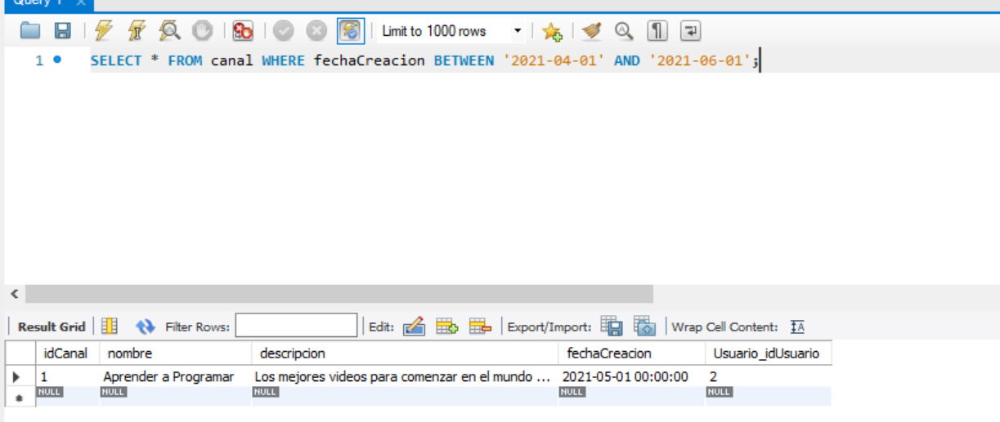 Query 1
Limit to 1000 rows
1 SELECT * FROM canal WHERE fechaCreacion BETWEEN '2021-04-01' AND '2021-06-01';
Result Grid Filter Rows: Edit: Export/Import: Wrap Cell Content: IA
idCanal nombre descripcion fechaCreacion Usuario_idUsuario
1 Aprender a Programar Los mejores videos para comenzar en el mundo ... 2021-05-01 00:00:00 2
NULL NULL NULL NULL NULL